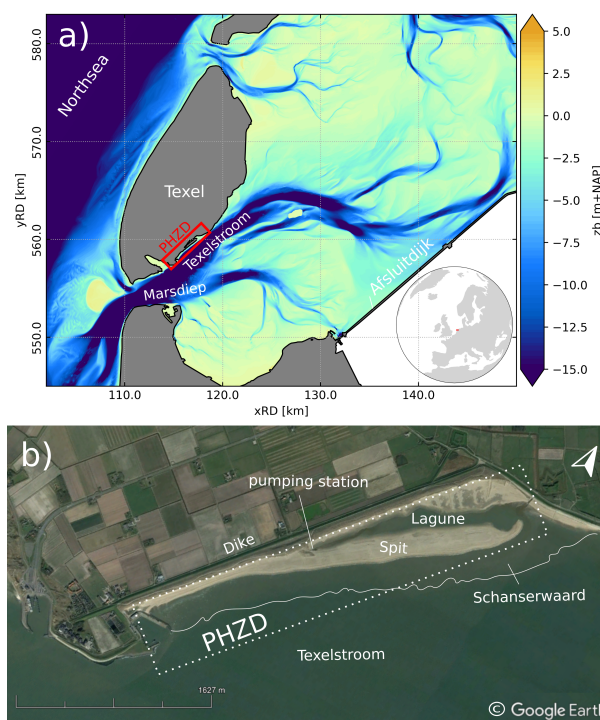 a)
Northsea
Texel
PHZD
Texelstroom
Marsdiep
Afsluitdijk
580.0
570.0
560.0
550.0
yRD [km]
110.0
120.0
130.0
140.0
xRD [km]
5.0
2.5
0.0
−2.5
−5.0
−7.5
−10.0
−12.5
−15.0
zb [m+NAP]
b)
pumping station
Dike
Lagune
Spit
Schanserwaard
PHZD
Texelstroom
1627 m
© Google Earth